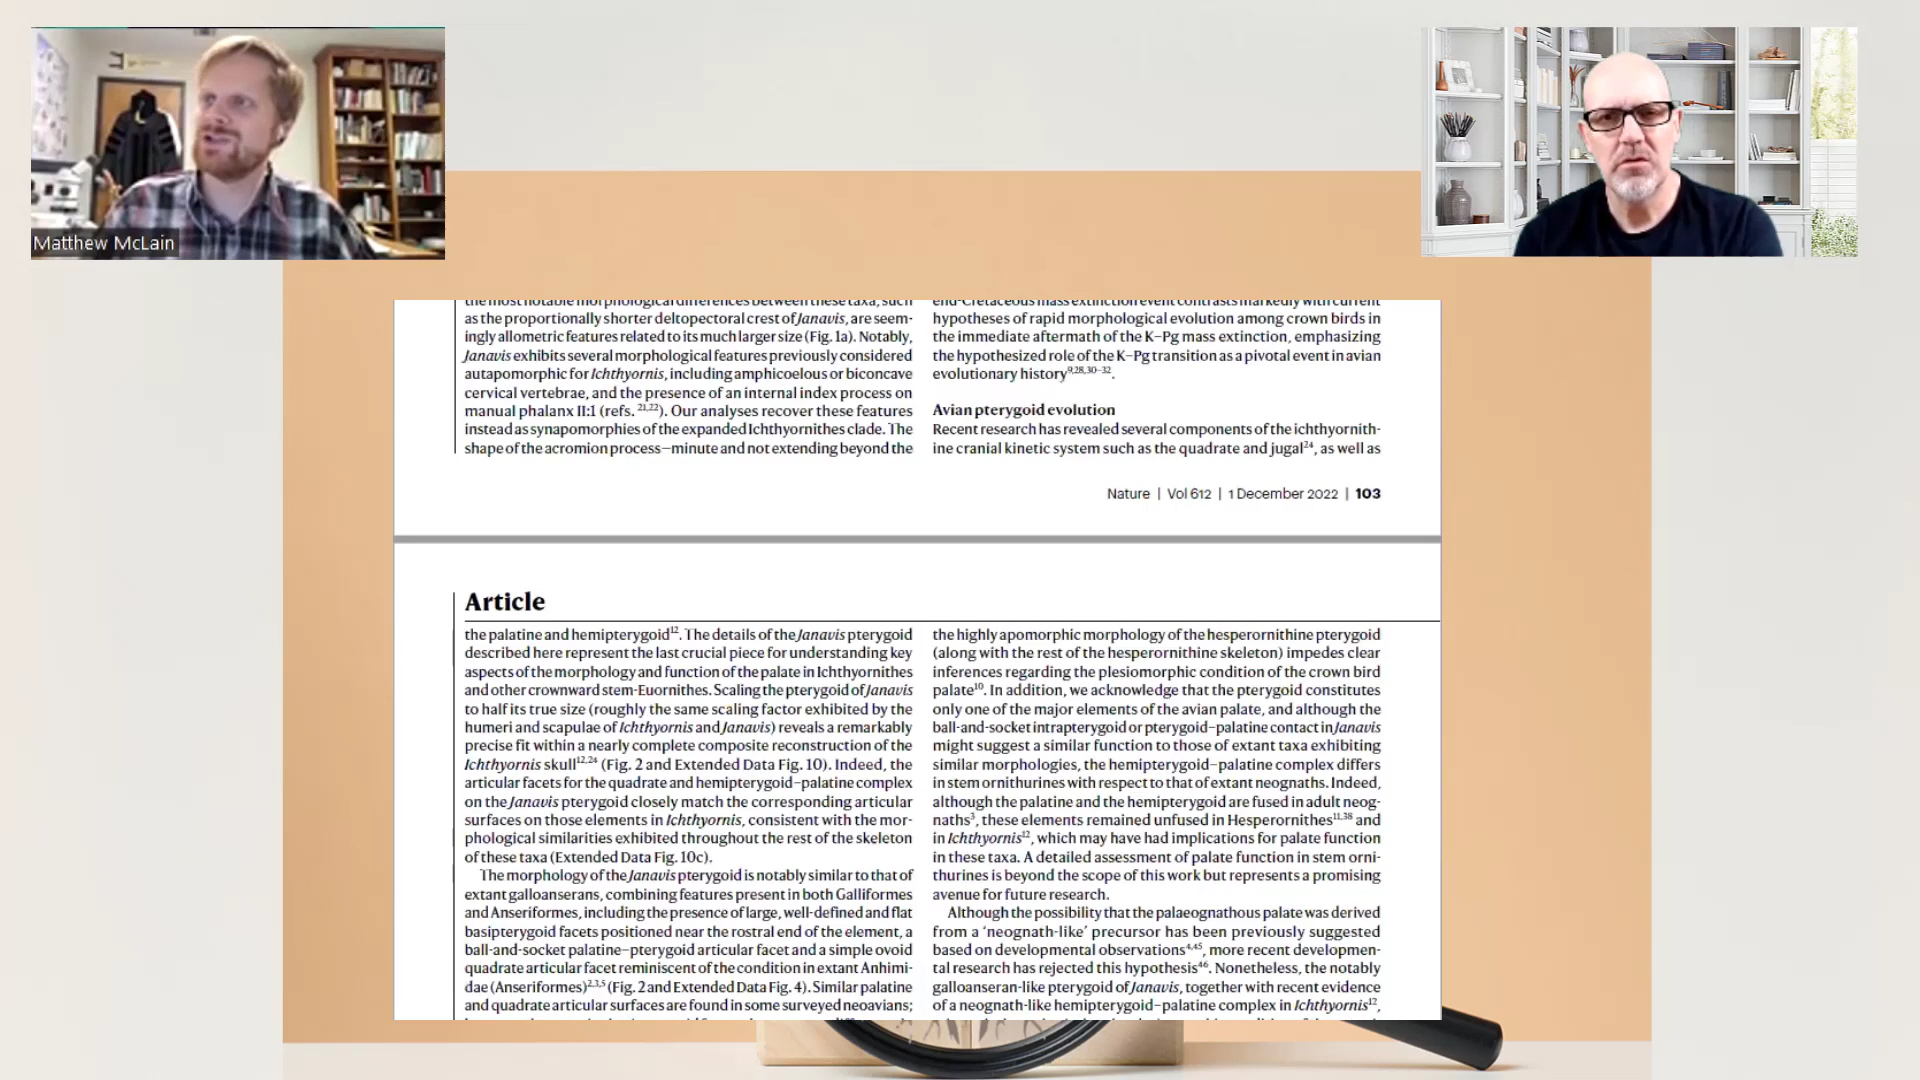 Matthew McLain
the most notable morphological differences between these taxa, such
as the proportionally shorter deltopectoral crest of Janavis, are seem-
ingly allometric features related to its much larger size (Fig. 1a). Notably,
Janavis exhibits several morphological features previously considered
autapomorphic for Ichthyornis, including amphicoelous or biconcave
cervical vertebrae, and the presence of an internal index process on
manual phalanx II:1 (refs. 21,22). Our analyses recover these features
instead as synapomorphies of the expanded Ichthyornithes clade. The
shape of the acromion process—minute and not extending beyond the
end-Cretaceous mass extinction event contrasts markedly with current
hypotheses of rapid morphological evolution among crown birds in
the immediate aftermath of the K–Pg mass extinction, emphasizing
the hypothesized role of the K–Pg transition as a pivotal event in avian
evolutionary history9,28,30–32.
Avian pterygoid evolution
Recent research has revealed several components of the ichthyornith-
ine cranial kinetic system such as the quadrate and jugal24, as well as
Nature | Vol 612 | 1 December 2022 | 103
Article
the palatine and hemipterygoid12. The details of the Janavis pterygoid
described here represent the last crucial piece for understanding key
aspects of the morphology and function of the palate in Ichthyornithes
and other crownward stem-Euornithes. Scaling the pterygoid of Janavis
to half its true size (roughly the same scaling factor exhibited by the
humeri and scapulae of Ichthyornis and Janavis) reveals a remarkably
precise fit within a nearly complete composite reconstruction of the
Ichthyornis skull12,24 (Fig. 2 and Extended Data Fig. 10). Indeed, the
articular facets for the quadrate and hemipterygoid–palatine complex
on the Janavis pterygoid closely match the corresponding articular
surfaces on those elements in Ichthyornis, consistent with the mor-
phological similarities exhibited throughout the rest of the skeleton
of these taxa (Extended Data Fig. 10c).
The morphology of the Janavis pterygoid is notably similar to that of
extant galloanserans, combining features present in both Galliformes
and Anseriformes, including the presence of large, well-defined and flat
basipterygoid facets positioned near the rostral end of the element, a
ball-and-socket palatine–pterygoid articular facet and a simple ovoid
quadrate articular facet reminiscent of the condition in extant Anhimi-
dae (Anseriformes)2,3,5 (Fig. 2 and Extended Data Fig. 4). Similar palatine
and quadrate articular surfaces are found in some surveyed neoavians;
the highly apomorphic morphology of the hesperornithine pterygoid
(along with the rest of the hesperornithine skeleton) impedes clear
inferences regarding the plesiomorphic condition of the crown bird
palate10. In addition, we acknowledge that the pterygoid constitutes
only one of the major elements of the avian palate, and although the
ball-and-socket intrapterygoid or pterygoid–palatine contact in Janavis
might suggest a similar function to those of extant taxa exhibiting
similar morphologies, the hemipterygoid–palatine complex differs
in stem ornithurines with respect to that of extant neognaths. Indeed,
although the palatine and the hemipterygoid are fused in adult neog-
naths3, these elements remained unfused in Hesperornithes11,38 and
in Ichthyornis12, which may have had implications for palate function
in these taxa. A detailed assessment of palate function in stem orni-
thurines is beyond the scope of this work but represents a promising
avenue for future research.
Although the possibility that the palaeognathous palate was derived
from a ‘neognath-like’ precursor has been previously suggested
based on developmental observations4,45, more recent developmen-
tal research has rejected this hypothesis46. Nonetheless, the notably
galloanseran-like pterygoid of Janavis, together with recent evidence
of a neognath-like hemipterygoid–palatine complex in Ichthyornis12,